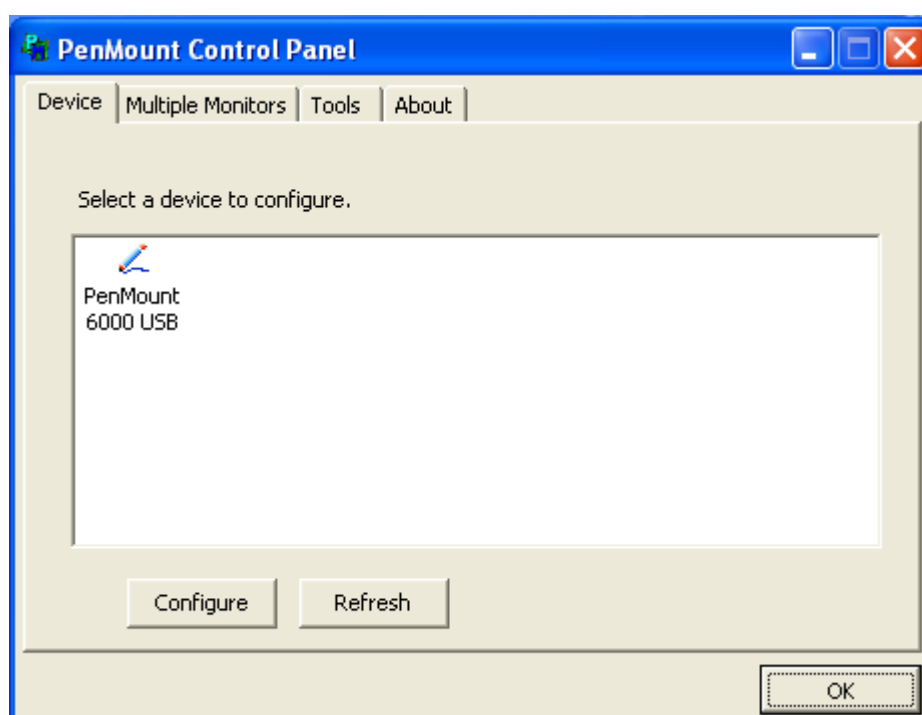 PenMount Control Panel
Device Multiple Monitors Tools About
Select a device to configure.
PenMount
6000 USB
Configure Refresh
OK